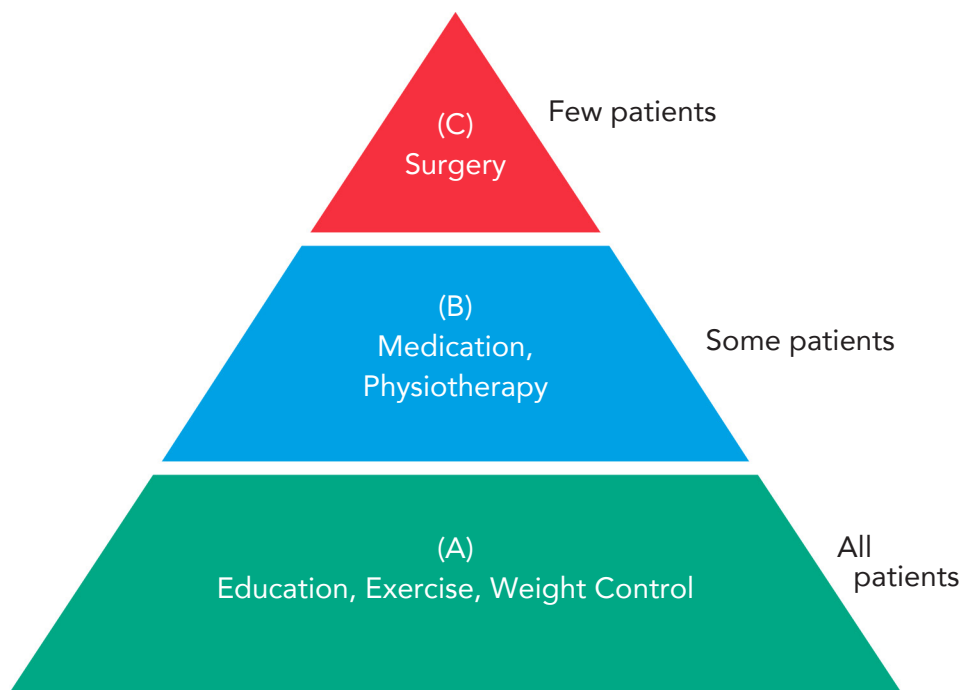 (C)
Surgery
Few patients
(B)
Medication,
Physiotherapy
Some patients
(A)
Education, Exercise, Weight Control
All
patients